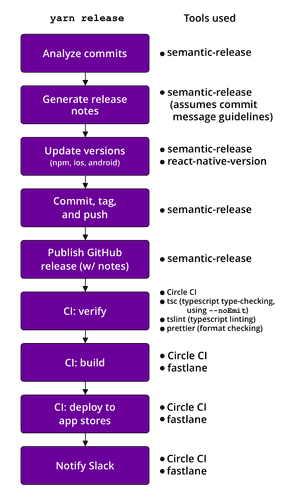 yarn release
Tools used
Analyze commits
• semantic-release
Generate release
notes
• semantic-release
(assumes commit
message guidelines)
Update versions
(npm, ios, android)
• semantic-release
• react-native-version
Commit, tag,
and push
• semantic-release
Publish GitHub
release (w/ notes)
• semantic-release
CI: verify
• Circle CI
• tsc (typescript type-checking,
using --noEmit)
• tslint (typescript linting)
• prettier (format checking)
CI: build
• Circle CI
• fastlane
CI: deploy to
app stores
• Circle CI
• fastlane
Notify Slack
• Circle CI
• fastlane